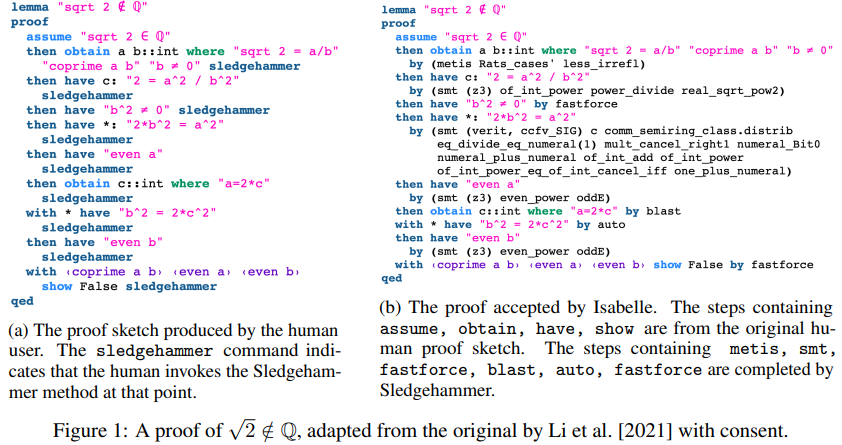 lemma "sqrt 2 ∉ ℚ"
proof
assume "sqrt 2 ∈ ℚ"
then obtain a b::int where "sqrt 2 = a/b"
"coprime a b" "b ≠ 0" sledgehammer
then have c: "2 = a^2 / b^2"
sledgehammer
then have "b^2 ≠ 0" sledgehammer
then have *: "2*b^2 = a^2"
sledgehammer
then have "even a"
sledgehammer
then obtain c::int where "a=2*c"
sledgehammer
with * have "b^2 = 2*c^2"
sledgehammer
then have "even b"
sledgehammer
with ‹coprime a b› ‹even a› ‹even b›
show False sledgehammer
qed
(a) The proof sketch produced by the human
user. The sledgehammer command indi-
cates that the human invokes the Sledgeham-
mer method at that point.
lemma "sqrt 2 ∉ ℚ"
proof
assume "sqrt 2 ∈ ℚ"
then obtain a b::int where "sqrt 2 = a/b" "coprime a b" "b ≠ 0"
by (metis Rats_cases' less_irrefl)
then have c: "2 = a^2 / b^2"
by (smt (z3) of_int_power power_divide real_sqrt_pow2)
then have "b^2 ≠ 0" by fastforce
then have *: "2*b^2 = a^2"
by (smt (verit, ccfv_SIG) c comm_semiring_class.distrib
eq_divide_eq_numeral(1) mult_cancel_right1 numeral_Bit0
numeral_plus_numeral of_int_add of_int_power
of_int_power_eq_of_int_cancel_iff one_plus_numeral)
then have "even a"
by (smt (z3) even_power oddE)
then obtain c::int where "a=2*c" by blast
with * have "b^2 = 2*c^2" by auto
then have "even b"
by (smt (z3) even_power oddE)
with ‹coprime a b› ‹even a› ‹even b› show False by fastforce
qed
(b) The proof accepted by Isabelle. The steps containing
assume, obtain, have, show are from the original hu-
man proof sketch. The steps containing metis, smt,
fastforce, blast, auto, fastforce are completed by
Sledgehammer.
Figure 1: A proof of √2 ∉ ℚ, adapted from the original by Li et al. [2021] with consent.